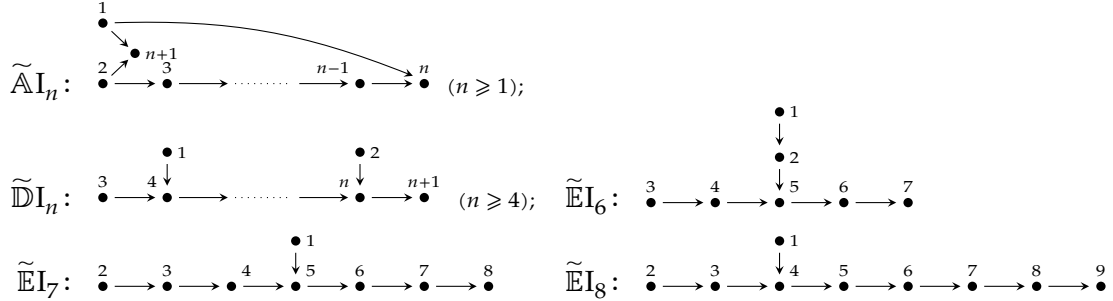 1
n+1
2 3 n−1 n
𝔸̃I_n: (n ⩾ 1);
1
1 2 2
3 4 n n+1 3 4 5 6 7
𝔻̃I_n: (n ⩾ 4); 𝔼̃I_6:
1 1
2 3 4 5 6 7 8 2 3 4 5 6 7 8 9
𝔼̃I_7: 𝔼̃I_8: